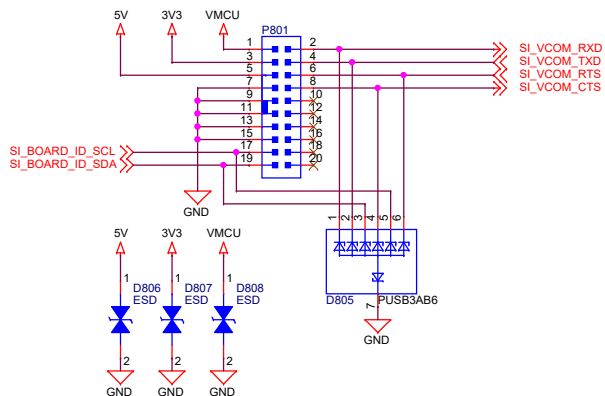 5V 3V3 VMCU P801
1 2 SI_VCOM_RXD
3 4 SI_VCOM_TXD
5 6 SI_VCOM_RTS
7 8 SI_VCOM_CTS
9 10
11 12
13 14
15 16
SI_BOARD_ID_SCL 17 18
SI_BOARD_ID_SDA 19 20
GND
1 2 3 4 5 6
5V 3V3 VMCU
1 D806 1 D807 1 D808
ESD ESD ESD
D805 7 PUSB3AB6
GND
2 2 2
GND GND GND